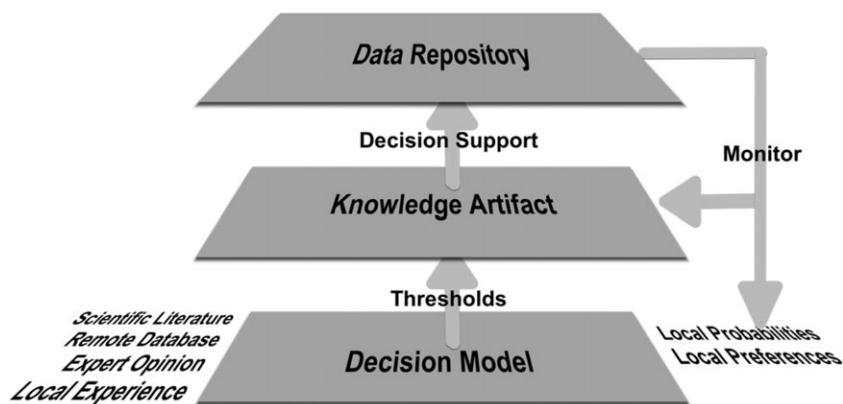 Data Repository
Decision Support
Monitor
Knowledge Artifact
Thresholds
Scientific Literature
Remote Database
Expert Opinion
Local Experience
Decision Model
Local Probabilities
Local Preferences